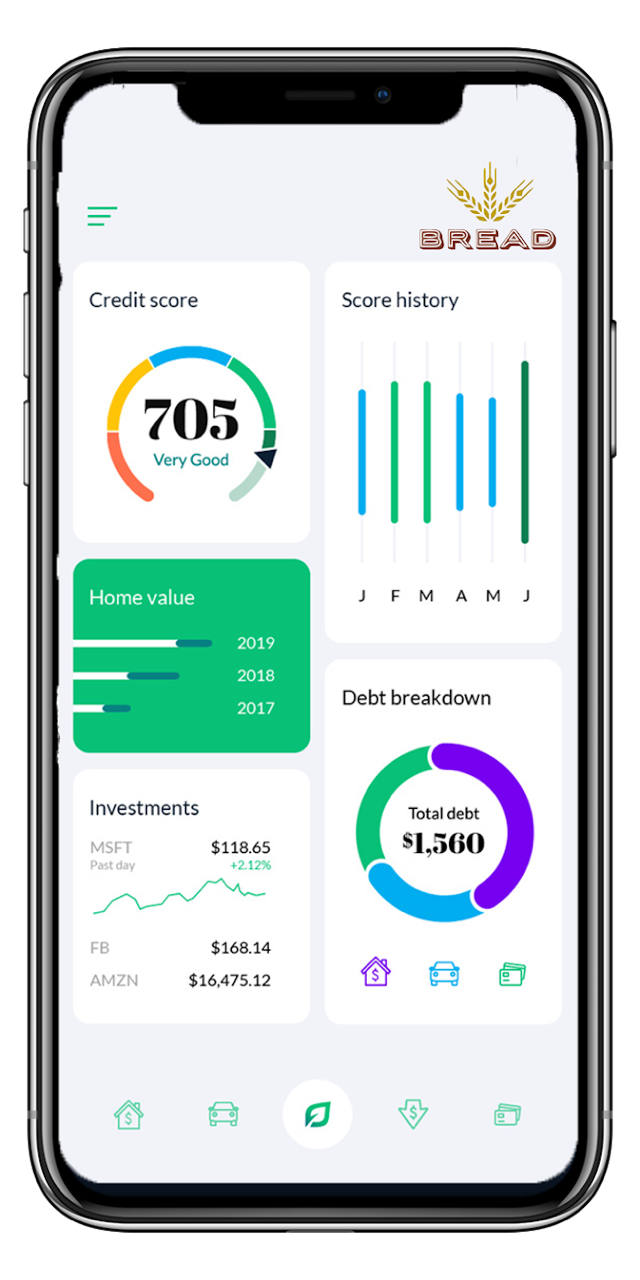 BREAD
Credit score
705
Very Good
Score history
J F M A M J
Home value
2019
2018
2017
Debt breakdown
Total debt
$1,560
Investments
MSFT $118.65
Past day +2.12%
FB $168.14
AMZN $16,475.12